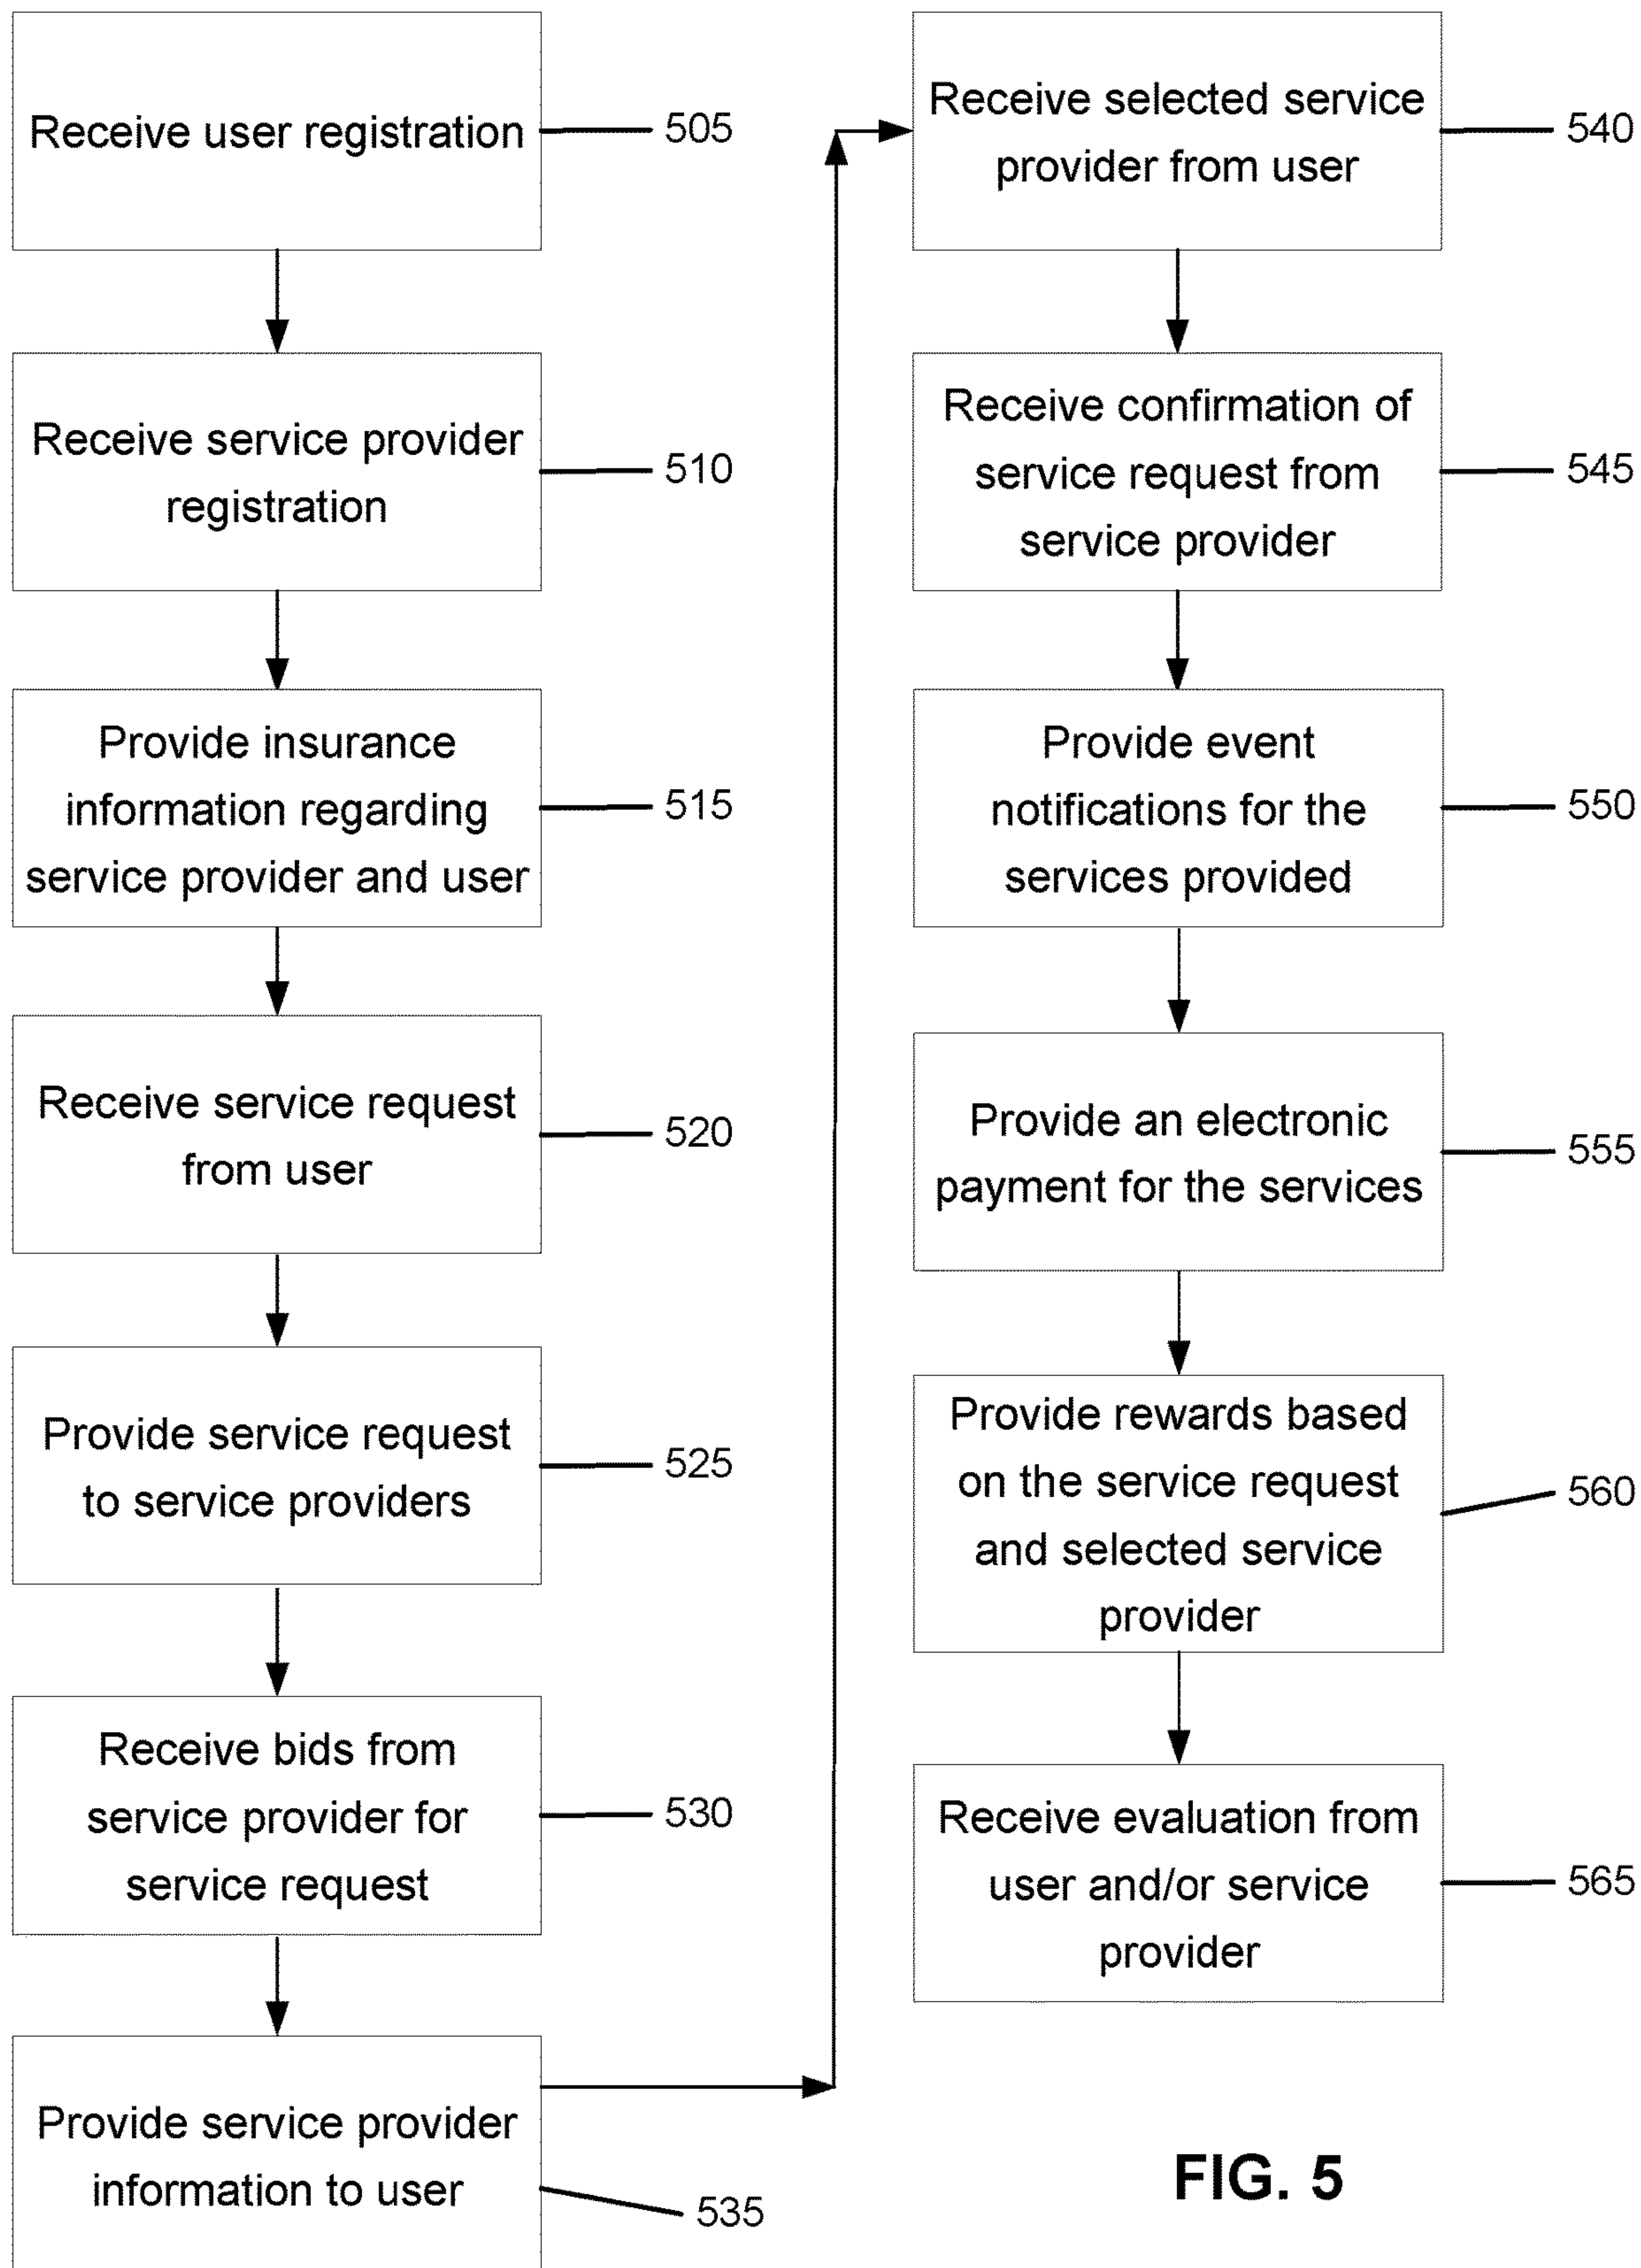 Receive user registration
505
Receive service provider
registration
510
Provide insurance
information regarding
service provider and user
515
Receive service request
from user
520
Provide service request
to service providers
525
Receive bids from
service provider for
service request
530
Provide service provider
information to user
535
Receive selected service
provider from user
540
Receive confirmation of
service request from
service provider
545
Provide event
notifications for the
services provided
550
Provide an electronic
payment for the services
555
Provide rewards based
on the service request
and selected service
provider
560
Receive evaluation from
user and/or service
provider
565
FIG. 5